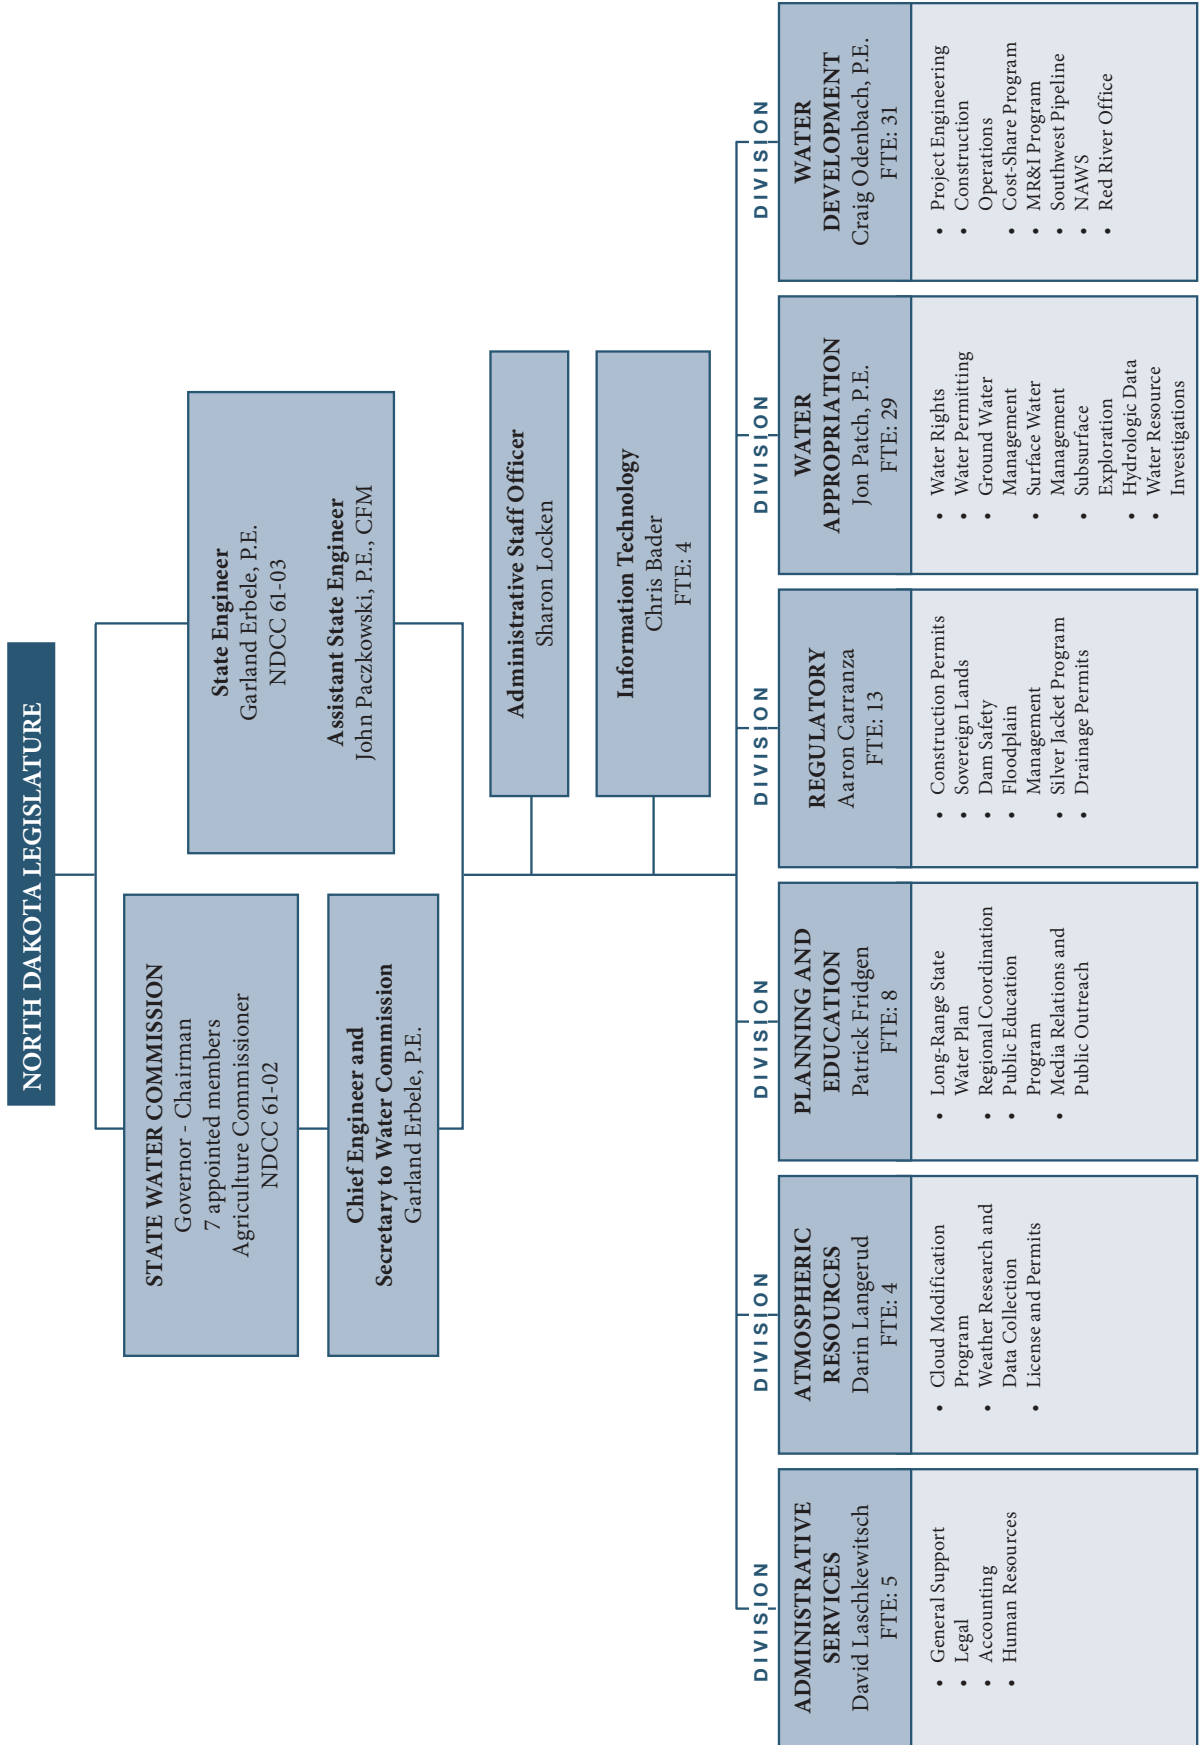 NORTH DAKOTA LEGISLATURE
STATE WATER COMMISSION
Governor - Chairman
7 appointed members
Agriculture Commissioner
NDCC 61-02
Chief Engineer and
Secretary to Water Commission
Garland Erbele, P.E.
State Engineer
Garland Erbele, P.E.
NDCC 61-03
Assistant State Engineer
John Paczkowski, P.E., CFM
Administrative Staff Officer
Sharon Locken
Information Technology
Chris Bader
FTE: 4
DIVISION
ADMINISTRATIVE
SERVICES
David Laschkewitsch
FTE: 5
• General Support
• Legal
• Accounting
• Human Resources
DIVISION
ATMOSPHERIC
RESOURCES
Darin Langerud
FTE: 4
• Cloud Modification
Program
• Weather Research and
Data Collection
• License and Permits
DIVISION
PLANNING AND
EDUCATION
Patrick Fridgen
FTE: 8
• Long-Range State
Water Plan
• Regional Coordination
• Public Education
Program
• Media Relations and
Public Outreach
DIVISION
REGULATORY
Aaron Carranza
FTE: 13
• Construction Permits
• Sovereign Lands
• Dam Safety
• Floodplain
Management
• Silver Jacket Program
• Drainage Permits
DIVISION
WATER
APPROPRIATION
Jon Patch, P.E.
FTE: 29
• Water Rights
• Water Permitting
• Ground Water
Management
• Surface Water
Management
• Subsurface
Exploration
• Hydrologic Data
• Water Resource
Investigations
DIVISION
WATER
DEVELOPMENT
Craig Odenbach, P.E.
FTE: 31
• Project Engineering
• Construction
Operations
• Cost-Share Program
• MR&I Program
• Southwest Pipeline
• NAWS
• Red River Office